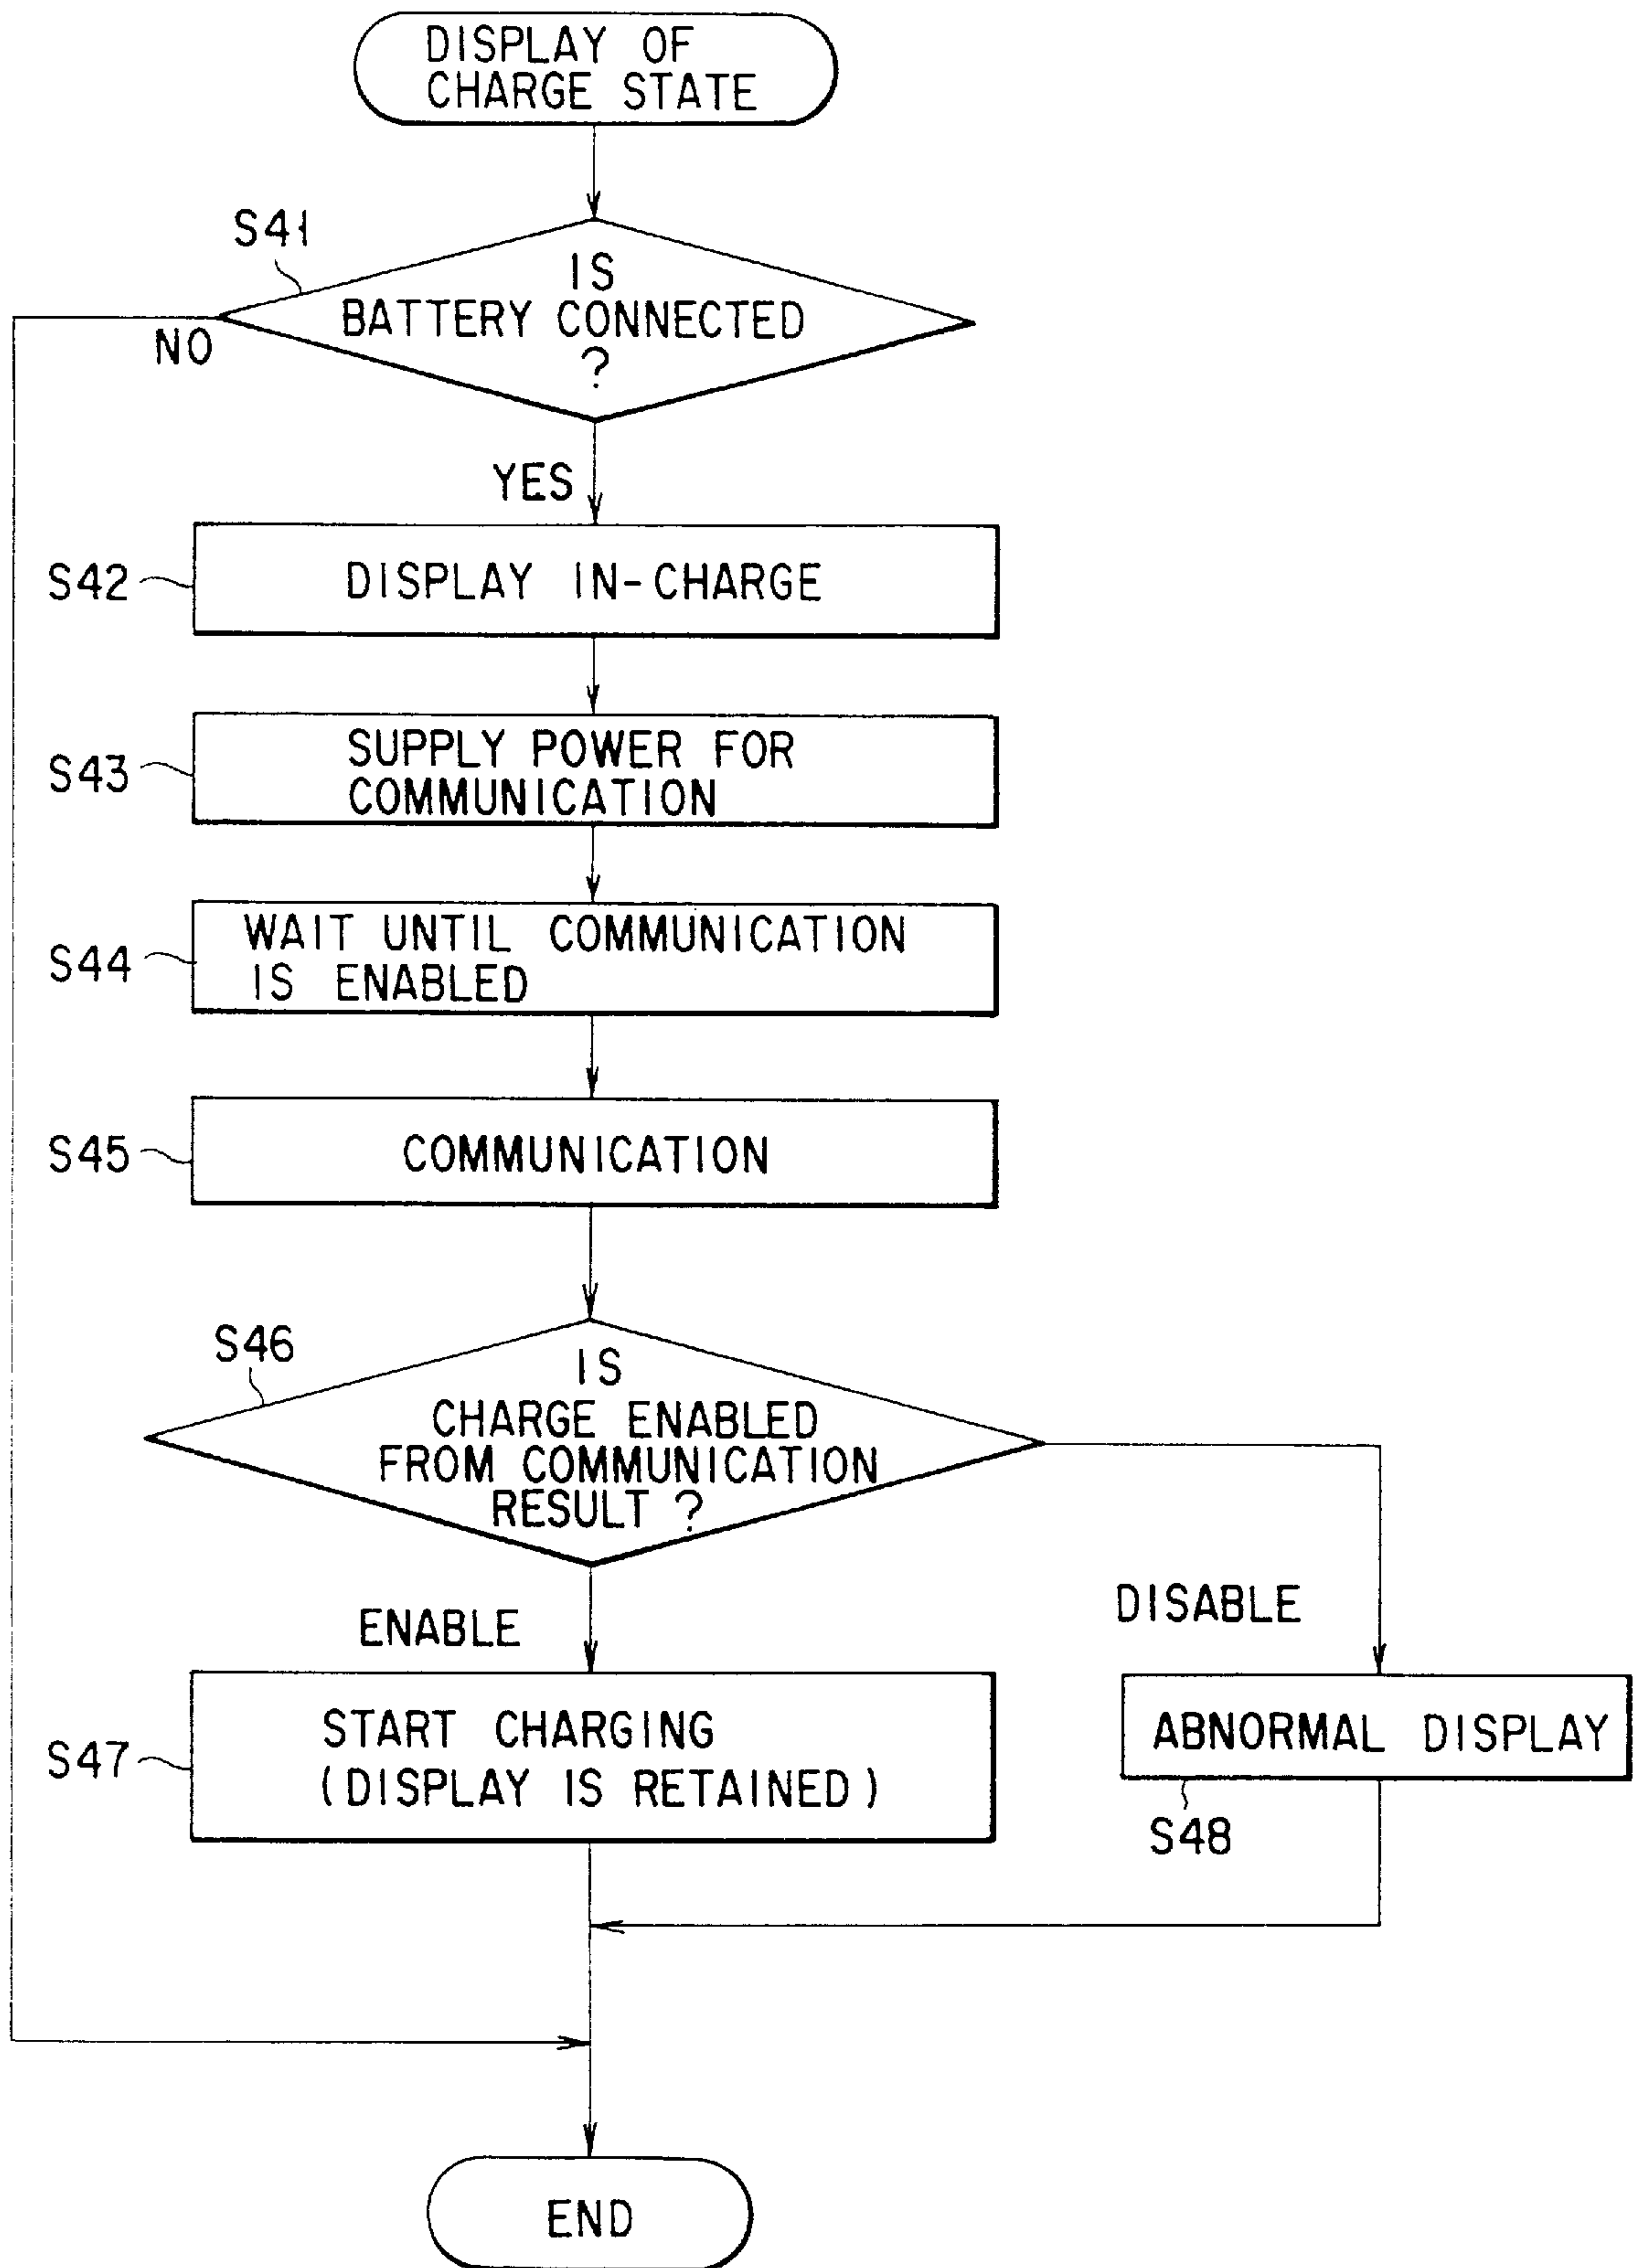 DISPLAY OF
CHARGE STATE
S41
IS
BATTERY CONNECTED
?
NO
YES
S42
DISPLAY IN-CHARGE
S43
SUPPLY POWER FOR
COMMUNICATION
S44
WAIT UNTIL COMMUNICATION
IS ENABLED
S45
COMMUNICATION
S46
IS
CHARGE ENABLED
FROM COMMUNICATION
RESULT ?
ENABLE
DISABLE
S47
START CHARGING
(DISPLAY IS RETAINED)
ABNORMAL DISPLAY
S48
END